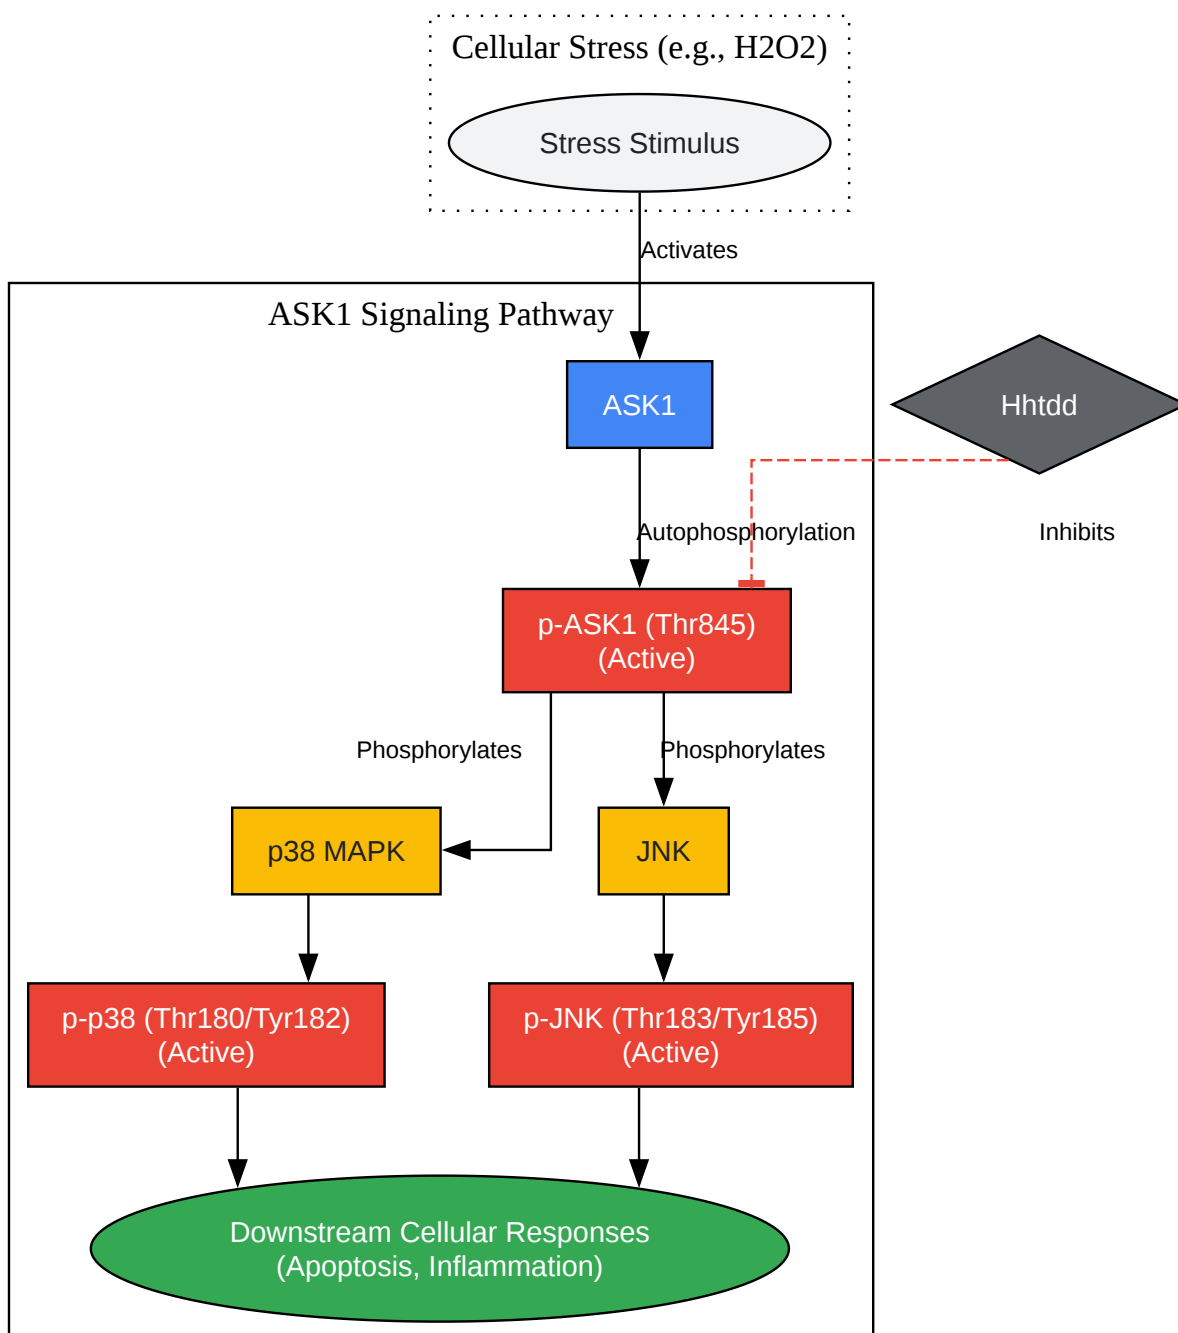 Cellular Stress (e.g., H2O2)
Stress Stimulus
Activates
ASK1 Signaling Pathway
ASK1
Hhtdd
Autophosphorylation
Inhibits
p-ASK1 (Thr845)
(Active)
Phosphorylates
Phosphorylates
p38 MAPK
JNK
p-p38 (Thr180/Tyr182)
(Active)
p-JNK (Thr183/Tyr185)
(Active)
Downstream Cellular Responses
(Apoptosis, Inflammation)